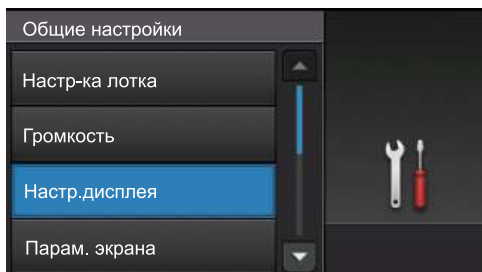 Общие настройки
Настр-ка лотка
Громкость
Настр.дисплея
Парам. экрана